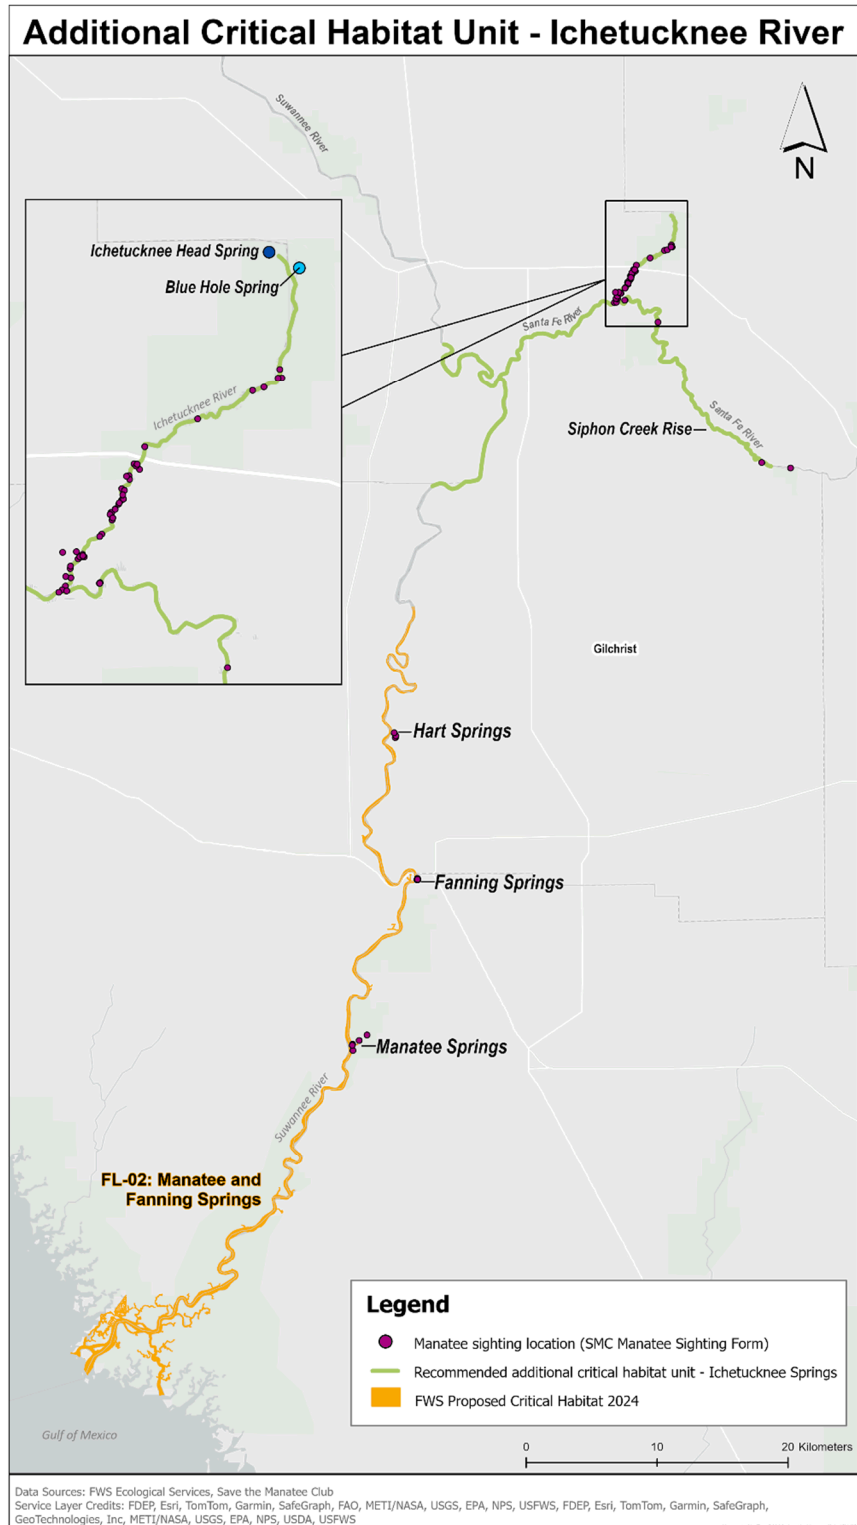 Additional Critical Habitat Unit - Ichetucknee River
Suwannee River
N
Ichetucknee Head Spring
Blue Hole Spring
Ichetucknee River
Santa Fe River
Santa Fe River
Siphon Creek Rise
Gilchrist
Hart Springs
Fanning Springs
Manatee Springs
Suwannee River
FL-02: Manatee and
Fanning Springs
Legend
Manatee sighting location (SMC Manatee Sighting Form)
Recommended additional critical habitat unit - Ichetucknee Springs
FWS Proposed Critical Habitat 2024
Gulf of Mexico
0 10 20 Kilometers
Data Sources: FWS Ecological Services, Save the Manatee Club
Service Layer Credits: FDEP, Esri, TomTom, Garmin, SafeGraph, FAO, METI/NASA, USGS, EPA, NPS, USFWS, FDEP, Esri, TomTom, Garmin, SafeGraph,
GeoTechnologies, Inc, METI/NASA, USGS, EPA, NPS, USDA, USFWS